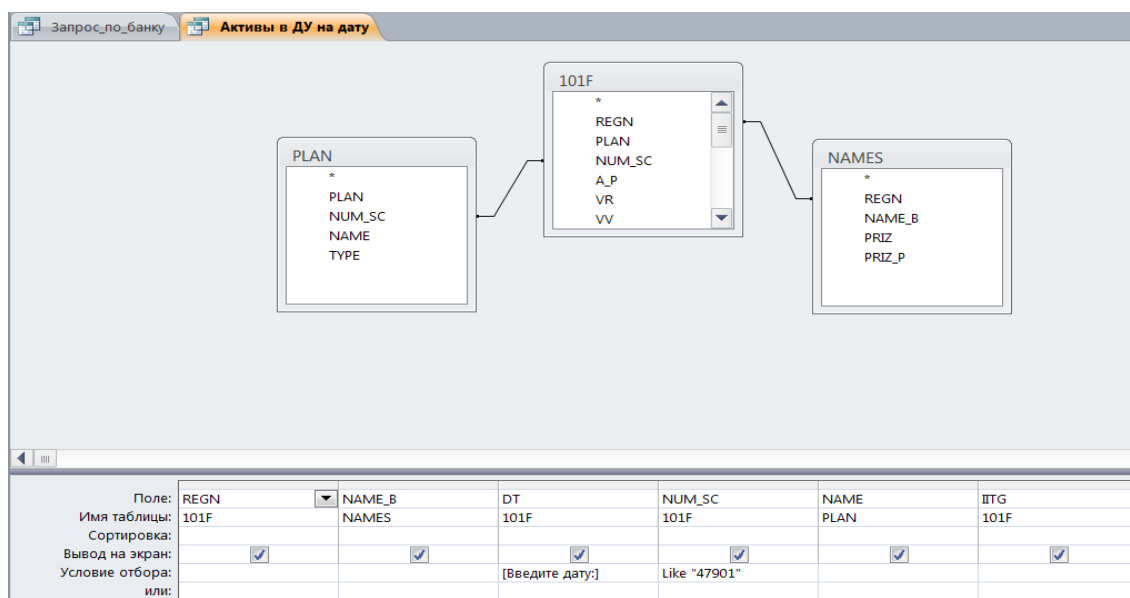 Запрос_по_банку Активы в ДУ на дату
101F
*
REGN
PLAN
NUM_SC
A_P
VR
VV
PLAN
*
PLAN
NUM_SC
NAME
TYPE
NAMES
*
REGN
NAME_B
PRIZ
PRIZ_P
Поле: REGN NAME_B DT NUM_SC NAME IITG
Имя таблицы: 101F NAMES 101F 101F PLAN 101F
Сортировка:
Вывод на экран:
Условие отбора: [Введите дату:] Like "47901"
или: